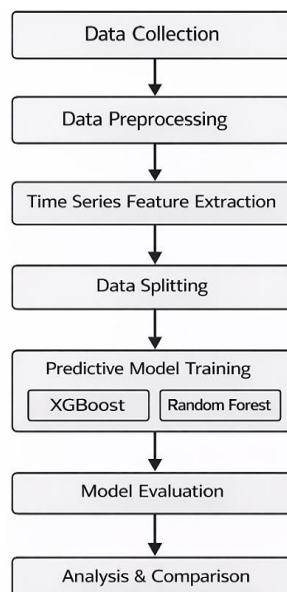 Data Collection
Data Preprocessing
Time Series Feature Extraction
Data Splitting
Predictive Model Training
XGBoost Random Forest
Model Evaluation
Analysis & Comparison